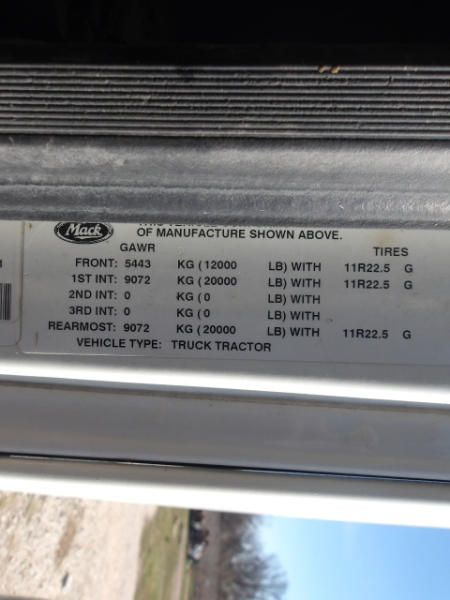 Mack
OF MANUFACTURE SHOWN ABOVE.
GAWR TIRES
FRONT: 5443 KG ( 12000 LB) WITH 11R22.5 G
1ST INT: 9072 KG ( 20000 LB) WITH 11R22.5 G
2ND INT: 0 KG ( 0 LB) WITH
3RD INT: 0 KG ( 0 LB) WITH
REARMOST: 9072 KG ( 20000 LB) WITH 11R22.5 G
VEHICLE TYPE: TRUCK TRACTOR